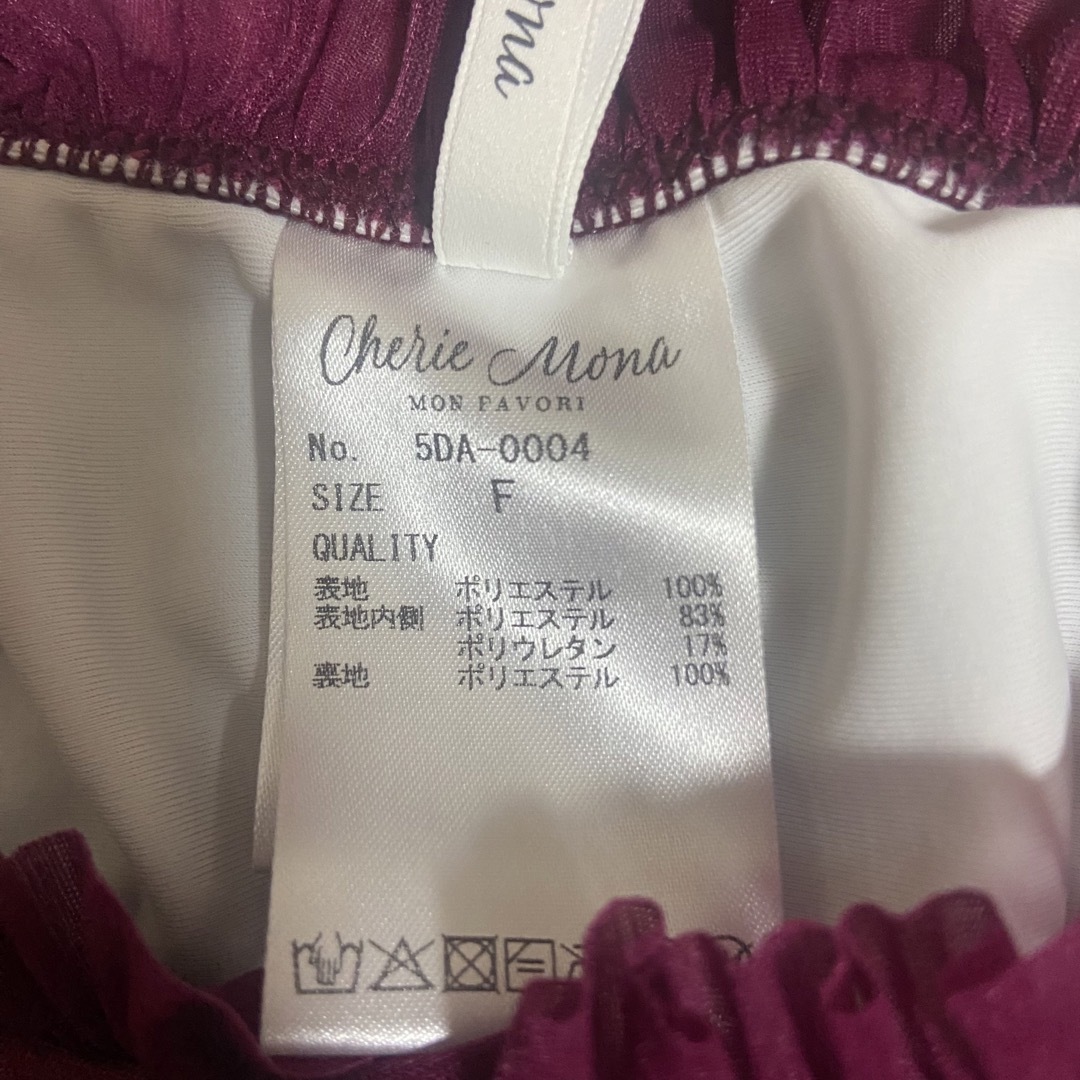 Cherie Mona
MON FAVORI
No. 5DA-0004
SIZE F
QUALITY
表地 ポリエステル 100%
表地内側 ポリエステル 83%
ポリウレタン 17%
裏地 ポリエステル 100%